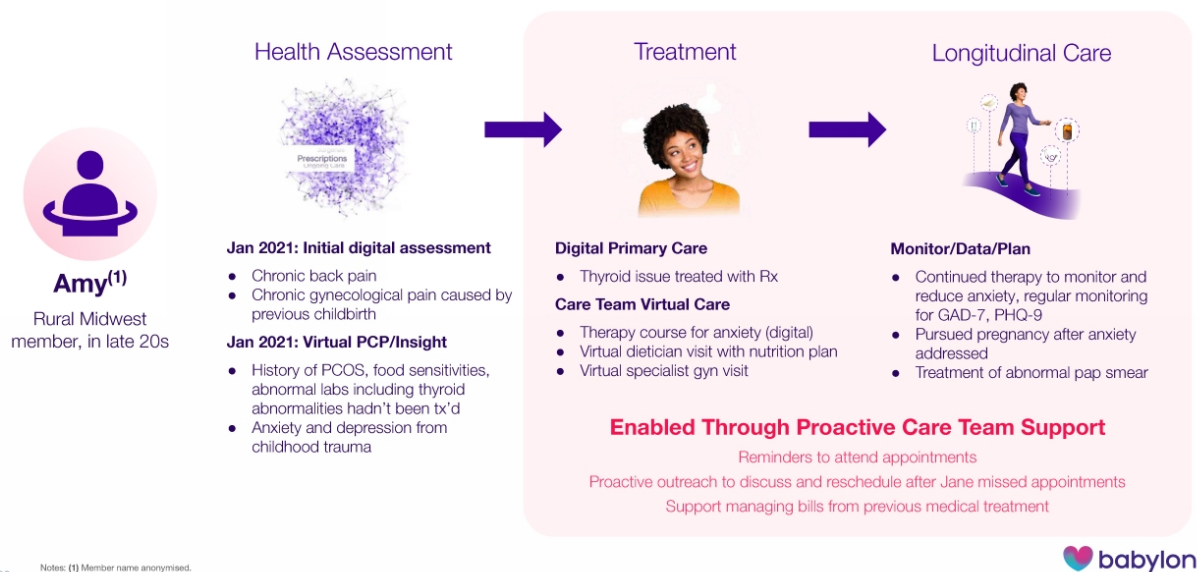 Health Assessment
Treatment
Longitudinal Care
Prescriptions
Ongoing Care
Amy(1)
Rural Midwest
member, in late 20s
Jan 2021: Initial digital assessment
● Chronic back pain
● Chronic gynecological pain caused by
previous childbirth
Jan 2021: Virtual PCP/Insight
● History of PCOS, food sensitivities,
abnormal labs including thyroid
abnormalities hadn't been tx'd
● Anxiety and depression from
childhood trauma
Digital Primary Care
● Thyroid issue treated with Rx
Care Team Virtual Care
● Therapy course for anxiety (digital)
● Virtual dietician visit with nutrition plan
● Virtual specialist gyn visit
Monitor/Data/Plan
● Continued therapy to monitor and
reduce anxiety, regular monitoring
for GAD-7, PHQ-9
● Pursued pregnancy after anxiety
addressed
● Treatment of abnormal pap smear
Enabled Through Proactive Care Team Support
Reminders to attend appointments
Proactive outreach to discuss and reschedule after Jane missed appointments
Support managing bills from previous medical treatment
Notes: (1) Member name anonymised.
babylon